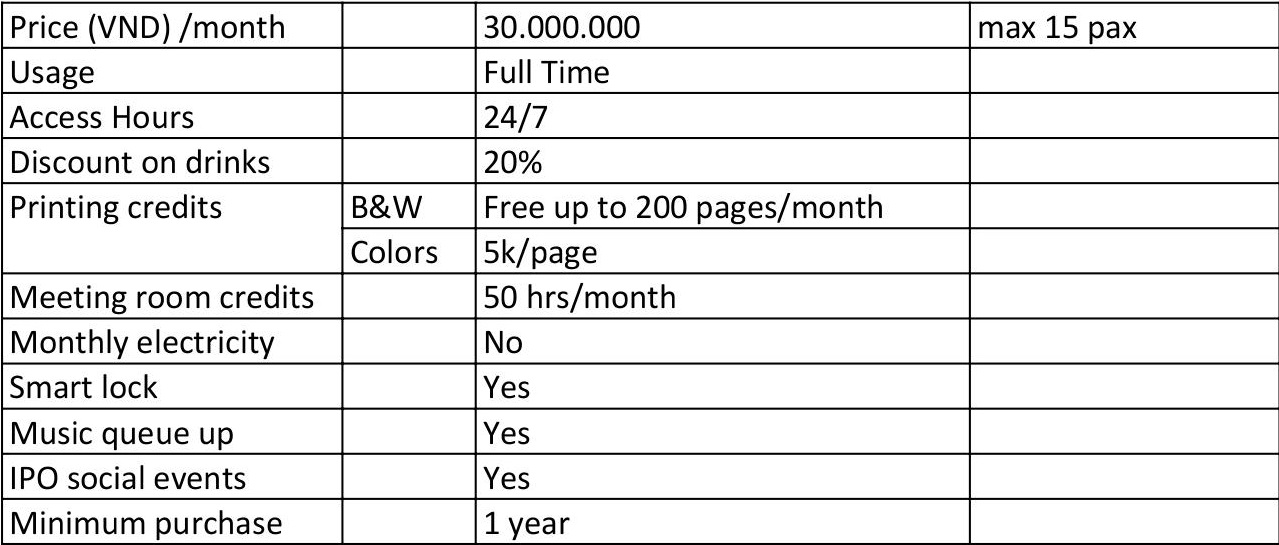 Price (VND) /month 30.000.000 max 15 pax
Usage Full Time
Access Hours 24/7
Discount on drinks 20%
Printing credits B&W Free up to 200 pages/month
Colors 5k/page
Meeting room credits 50 hrs/month
Monthly electricity No
Smart lock Yes
Music queue up Yes
IPO social events Yes
Minimum purchase 1 year